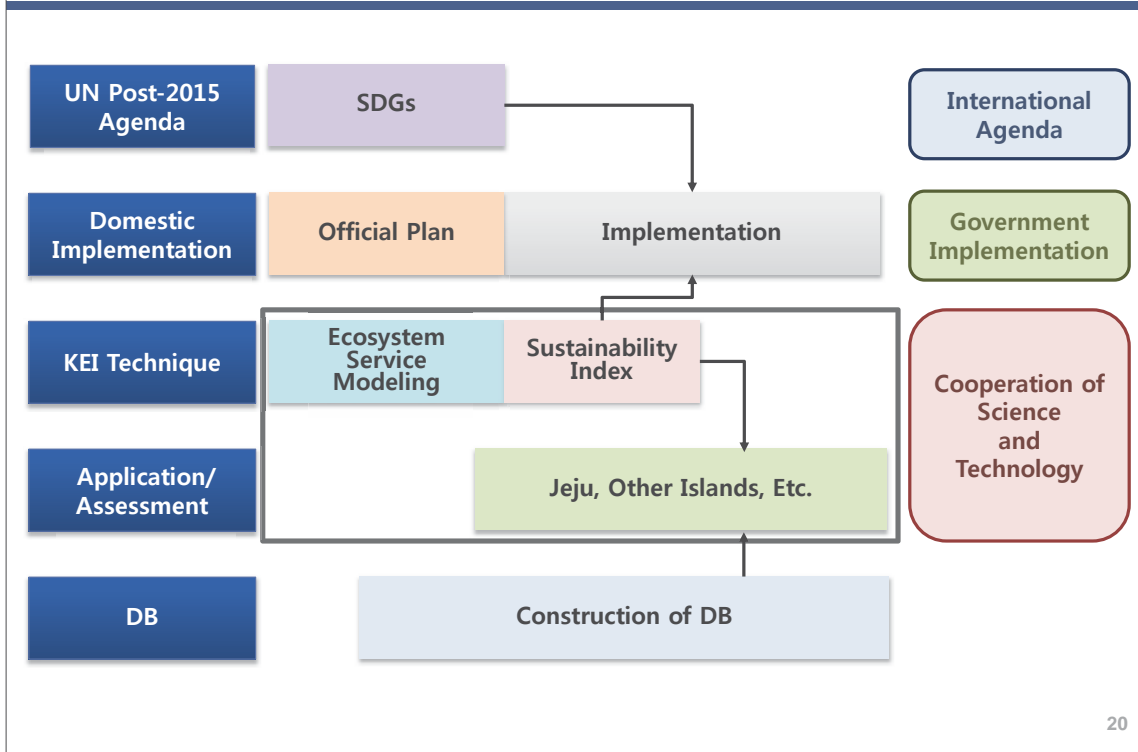 UN Post-2015
Agenda
SDGs
International
Agenda
Domestic
Implementation
Official Plan
Implementation
Government
Implementation
KEI Technique
Ecosystem
Service
Modeling
Sustainability
Index
Cooperation of
Science
and
Technology
Application/
Assessment
Jeju, Other Islands, Etc.
DB
Construction of DB
20